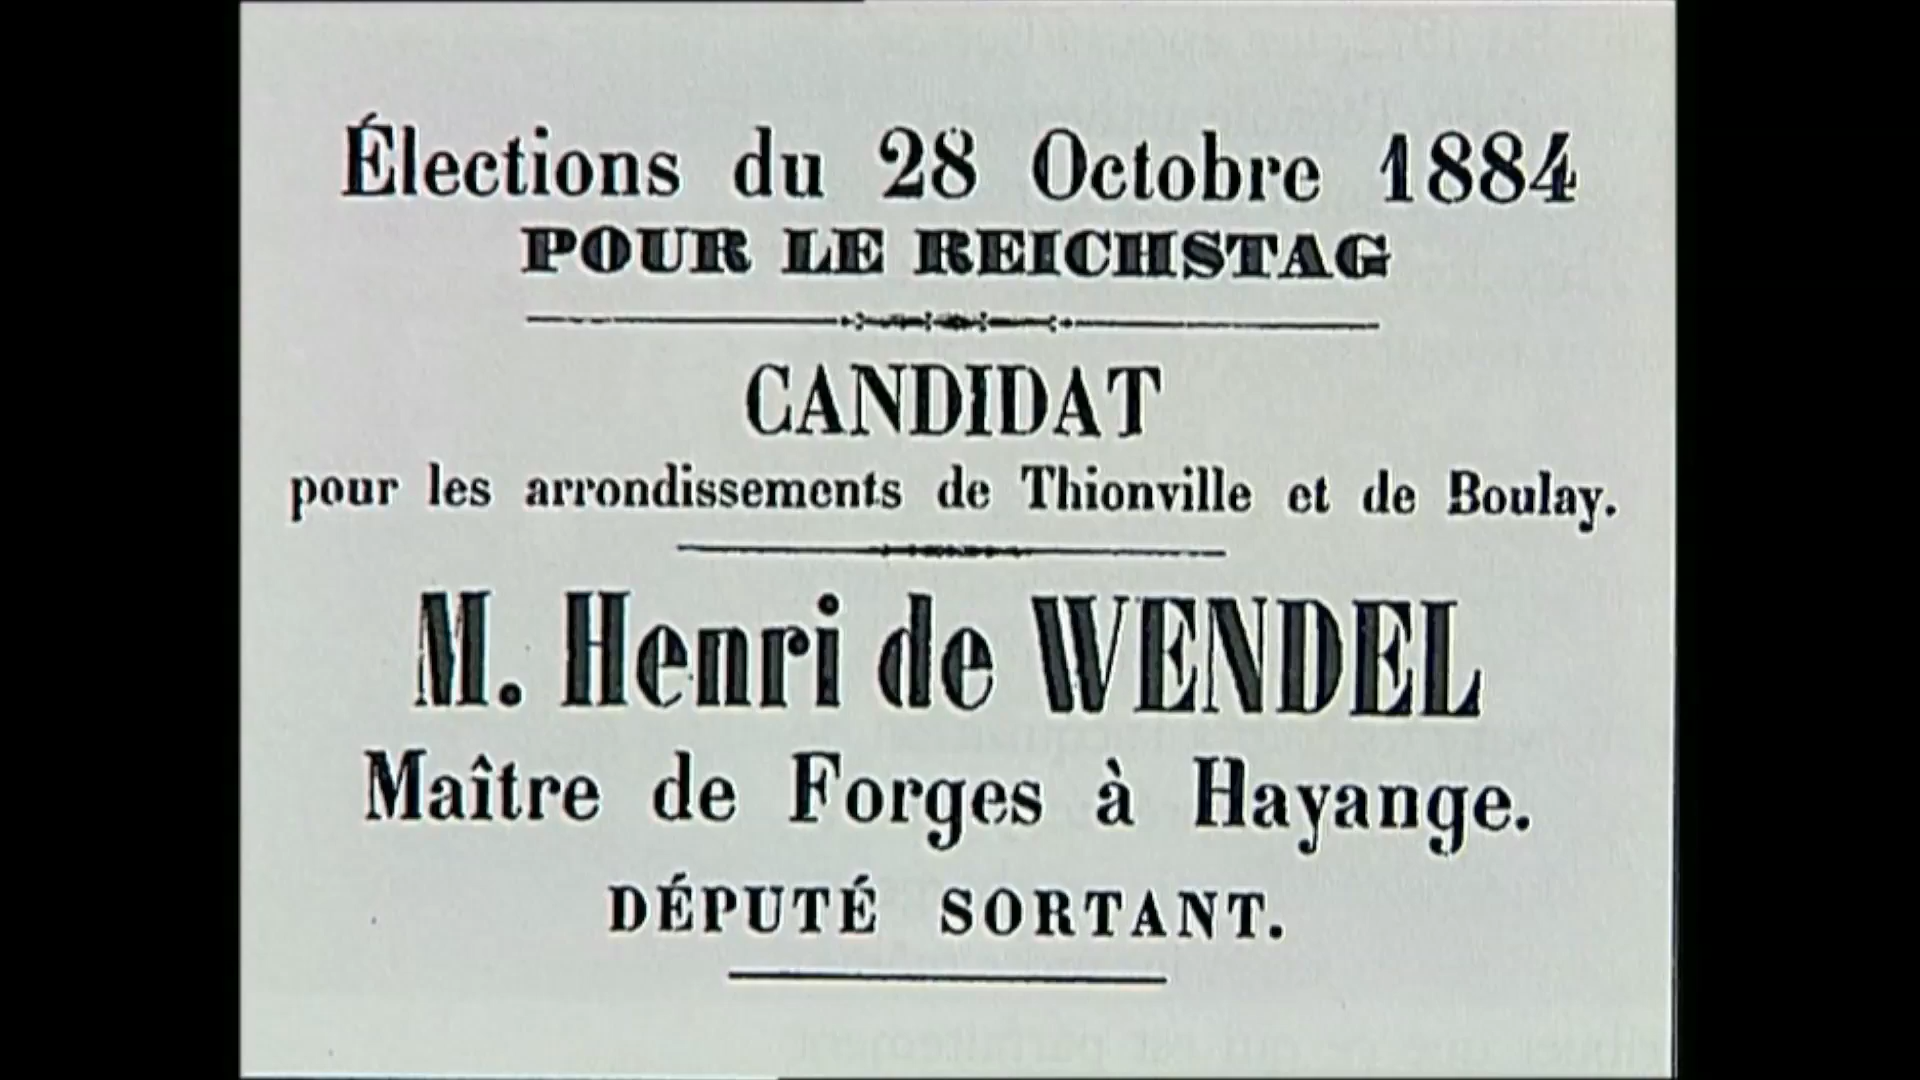 Élections du 28 Octobre 1884
POUR LE REICHSTAG
CANDIDAT
pour les arrondissements de Thionville et de Boulay.
M. Henri de WENDEL
Maître de Forges à Hayange.
DÉPUTÉ SORTANT.